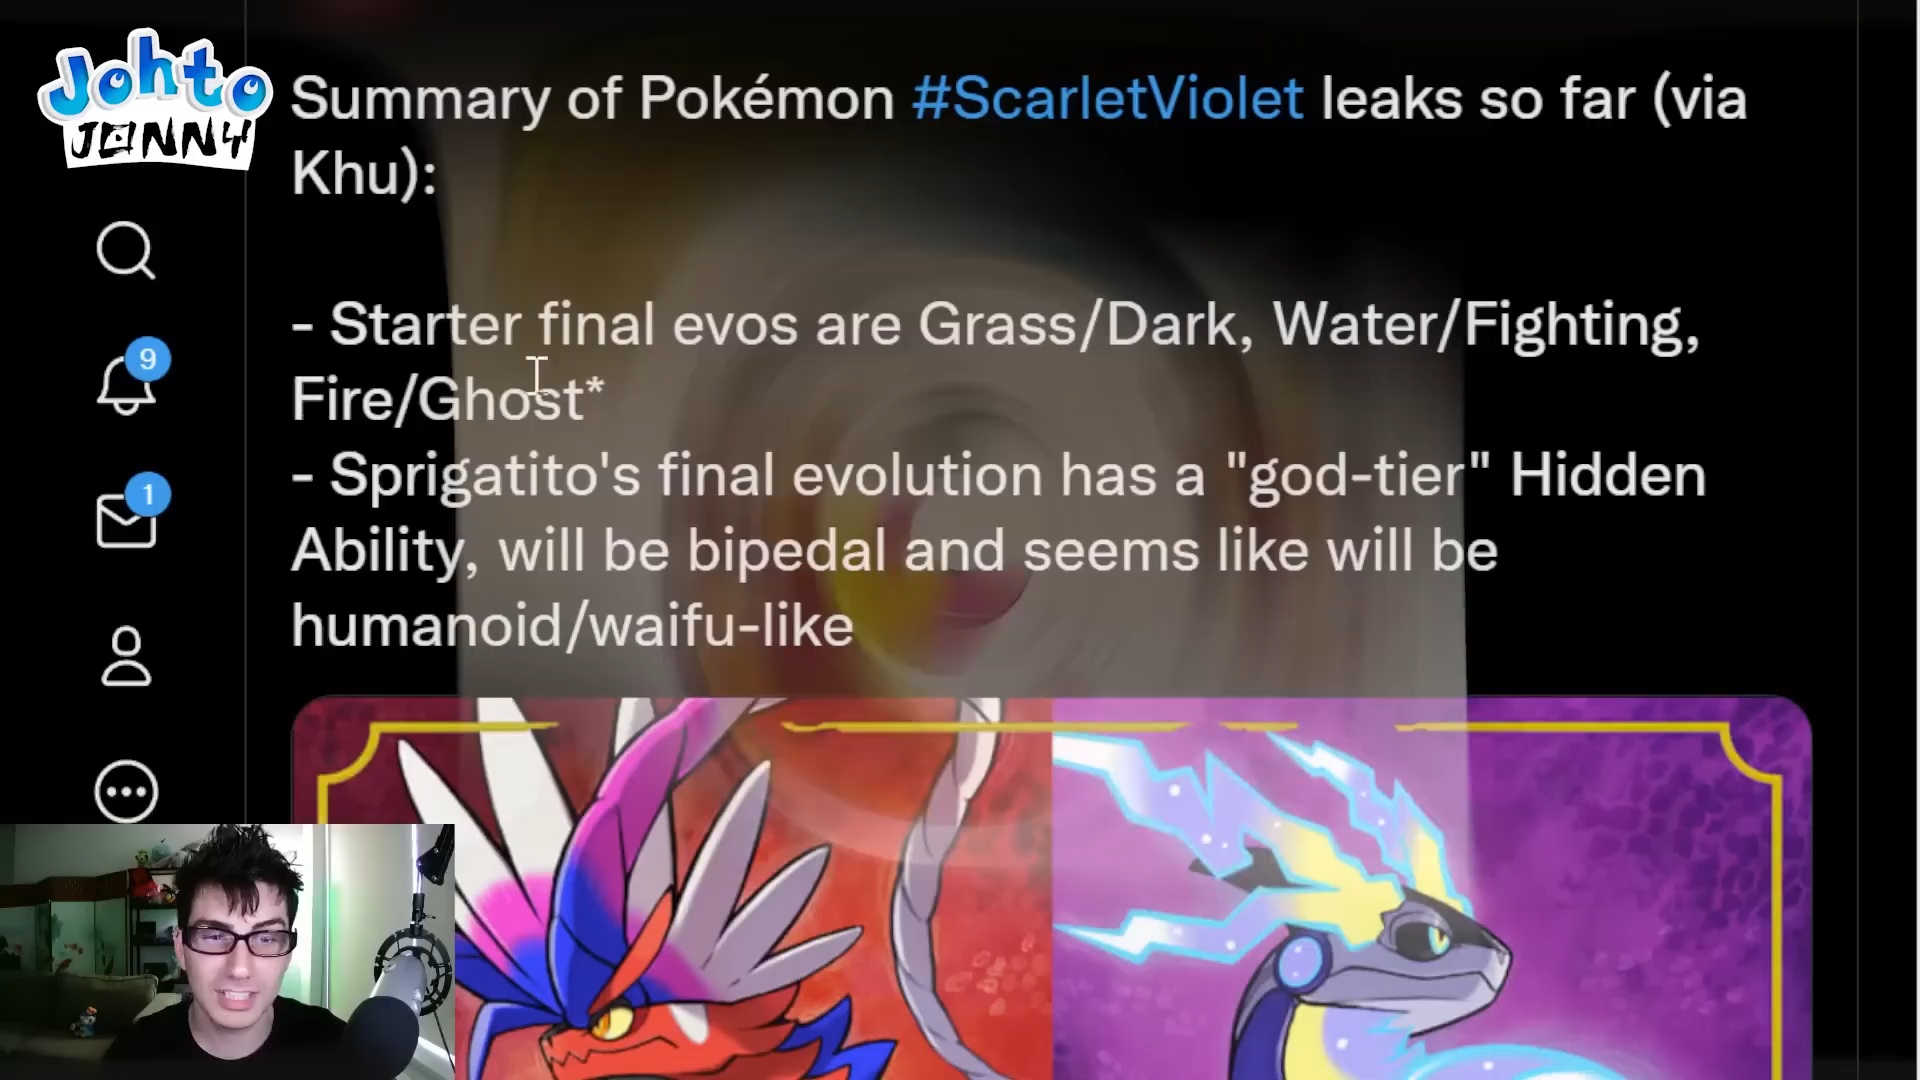 Johto
JONNY
Summary of Pokémon #ScarletViolet leaks so far (via
Khu):
9
- Starter final evos are Grass/Dark, Water/Fighting,
Fire/Ghost*
- Sprigatito's final evolution has a "god-tier" Hidden
1
Ability, will be bipedal and seems like will be
humanoid/waifu-like